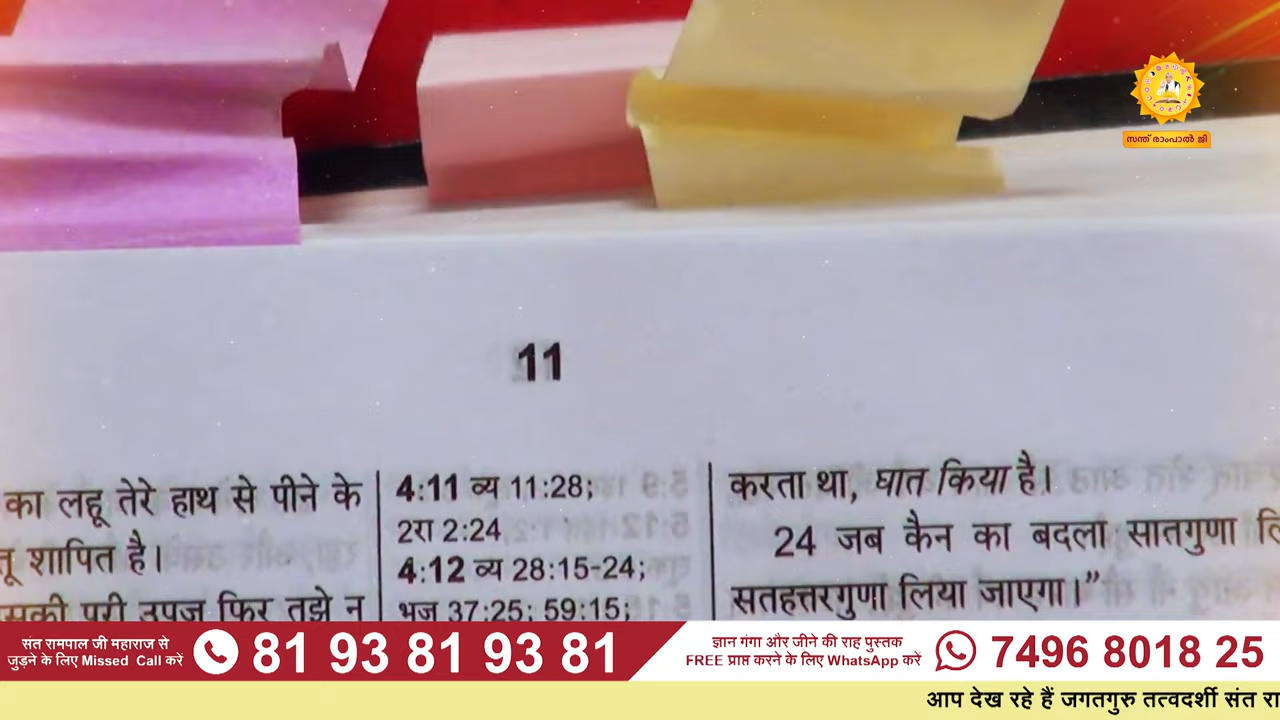 സന്ത് രാംപാൽ ജി
11
का लहू तेरे हाथ से पीने के
तू शापित है।
पूरी उपज फिर तुझे न
4:11 व्य 11:28;
2रा 2:24
4:12 व्य 28:15-24;
भज 37:25; 59:15;
करता था, घात किया है।
24 जब कैन का बदला सातगुणा
सतहत्तरगुणा लिया जाएगा।”
संत रामपाल जी महाराज से
जुड़ने के लिए Missed Call करें
81 93 81 93 81
ज्ञान गंगा और जीने की राह पुस्तक
FREE प्राप्त करने के लिए WhatsApp करें
7496 8018 25
आप देख रहे हैं जगतगुरु तत्वदर्शी संत रा